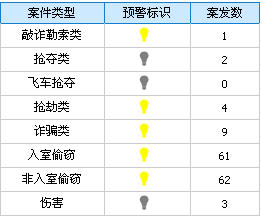 案件类型 预警标识 案发数
敲诈勒索类 1
抢夺类 2
飞车抢夺 0
抢劫类 4
诈骗类 9
入室偷窃 61
非入室偷窃 62
伤害 3